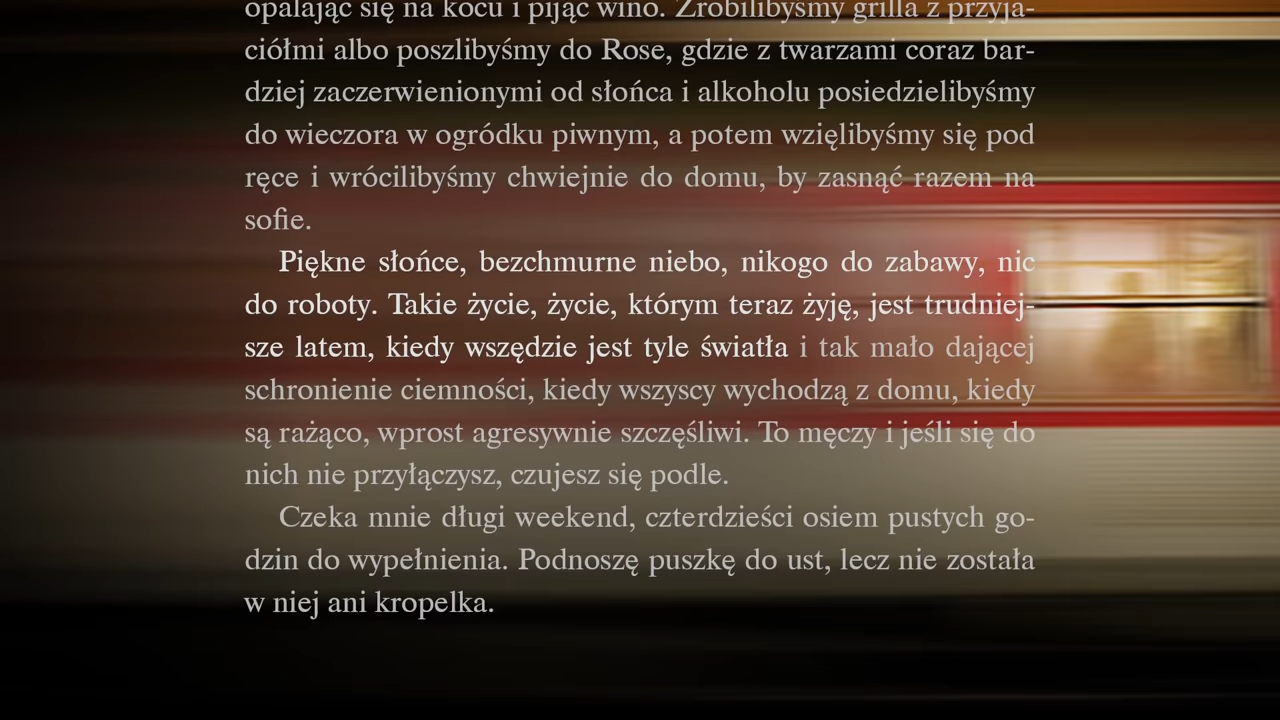 opalając się na kocu i pijąc wino. Zrobilibyśmy grilla z przyja-
ciółmi albo poszlibyśmy do Rose, gdzie z twarzami coraz bar-
dziej zaczerwienionymi od słońca i alkoholu posiedzielibyśmy
do wieczora w ogródku piwnym, a potem wzięlibyśmy się pod
ręce i wrócilibyśmy chwiejnie do domu, by zasnąć razem na
sofie.
Piękne słońce, bezchmurne niebo, nikogo do zabawy, nic
do roboty. Takie życie, życie, którym teraz żyję, jest trudniej-
sze latem, kiedy wszędzie jest tyle światła i tak mało dającej
schronienie ciemności, kiedy wszyscy wychodzą z domu, kiedy
są rażąco, wprost agresywnie szczęśliwi. To męczy i jeśli się do
nich nie przyłączysz, czujesz się podle.
Czeka mnie długi weekend, czterdzieści osiem pustych go-
dzin do wypełnienia. Podnoszę puszkę do ust, lecz nie została
w niej ani kropelka.